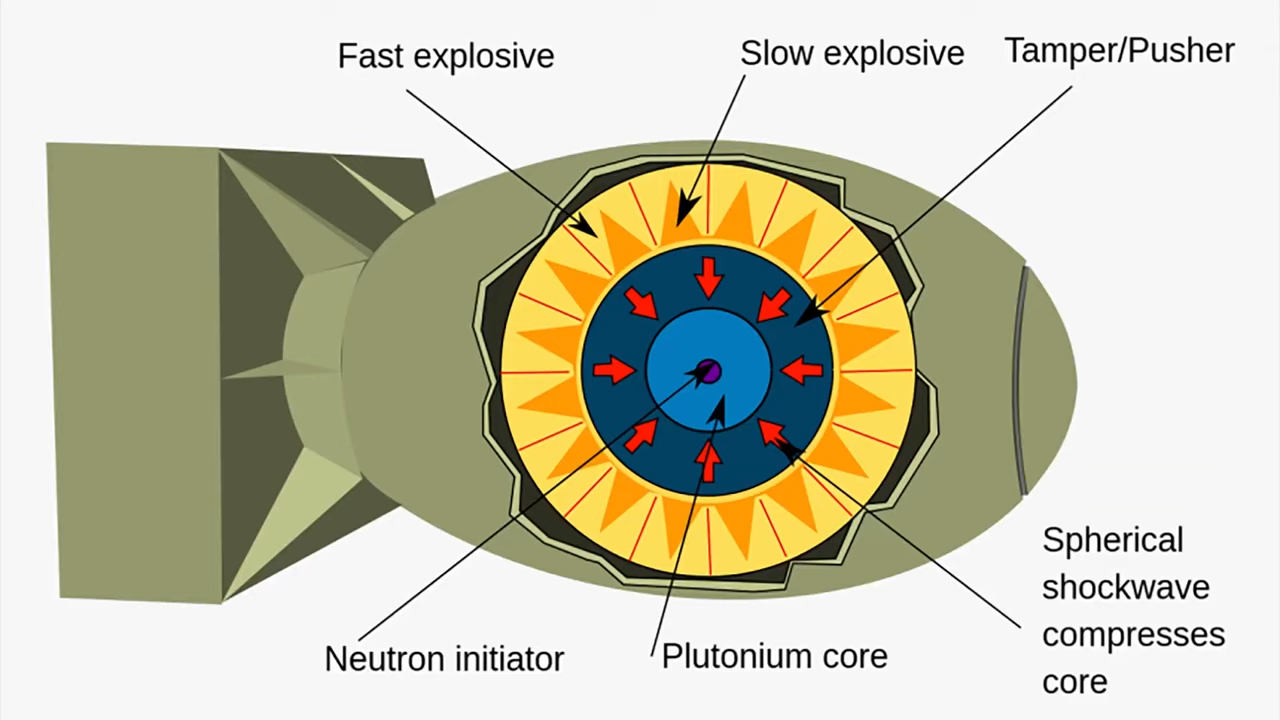 Fast explosive
Slow explosive
Tamper/Pusher
Neutron initiator
Plutonium core
Spherical
shockwave
compresses
core